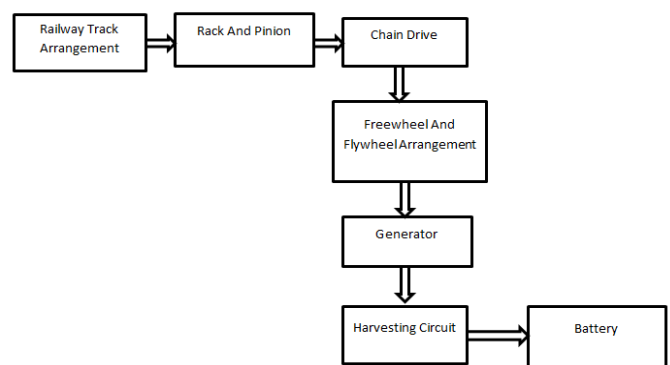 Railway Track
Arrangement
Rack And Pinion
Chain Drive
Freewheel And
Flywheel Arrangement
Generator
Harvesting Circuit
Battery